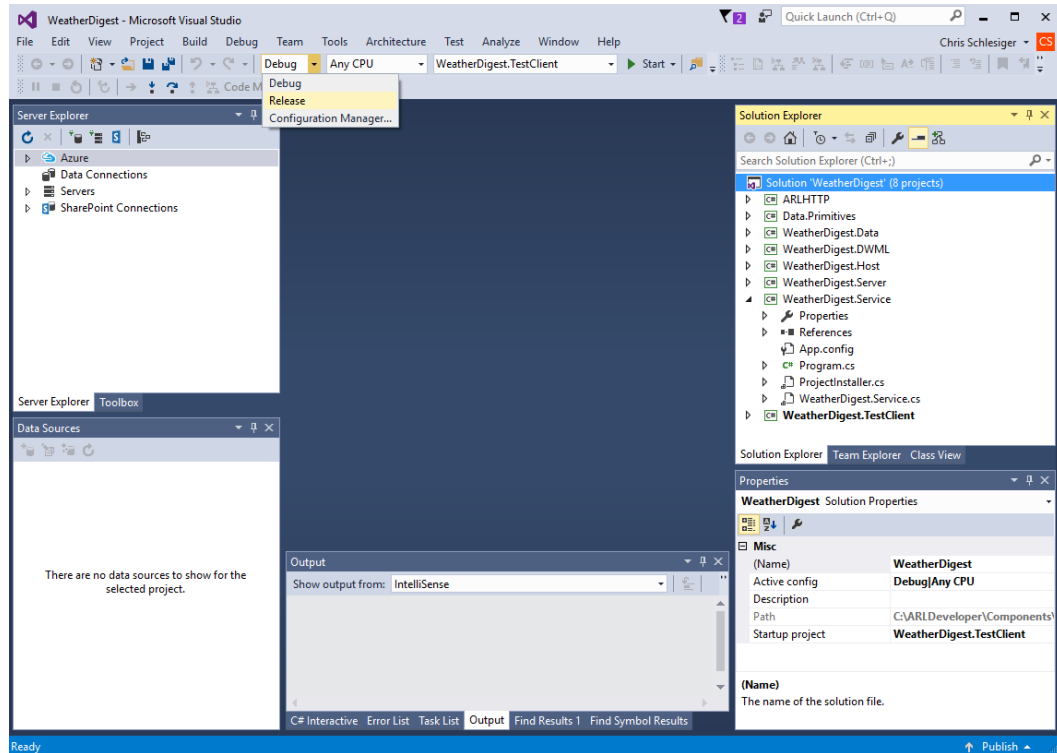 WeatherDigest - Microsoft Visual Studio
2
Quick Launch (Ctrl+Q)
File Edit View Project Build Debug Team Tools Architecture Test Analyze Window Help
Chris Schlesiger
CS
Debug Any CPU WeatherDigest.TestClient Start
Code M
Debug
Release
Configuration Manager...
Server Explorer
Azure
Data Connections
Servers
SharePoint Connections
Server Explorer Toolbox
Data Sources
There are no data sources to show for the
selected project.
Output
Show output from: IntelliSense
C# Interactive Error List Task List Output Find Results 1 Find Symbol Results
Solution Explorer
Search Solution Explorer (Ctrl+;)
Solution 'WeatherDigest' (8 projects)
C# ARLHTTP
C# Data.Primitives
C# WeatherDigest.Data
C# WeatherDigest.DWML
C# WeatherDigest.Host
C# WeatherDigest.Server
C# WeatherDigest.Service
Properties
References
App.config
C# Program.cs
ProjectInstaller.cs
WeatherDigest.Service.cs
C# WeatherDigest.TestClient
Solution Explorer Team Explorer Class View
Properties
WeatherDigest Solution Properties
Misc
(Name) WeatherDigest
Active config Debug|Any CPU
Description
Path C:\ARLDeveloper\Components\
Startup project WeatherDigest.TestClient
(Name)
The name of the solution file.
Ready
Publish